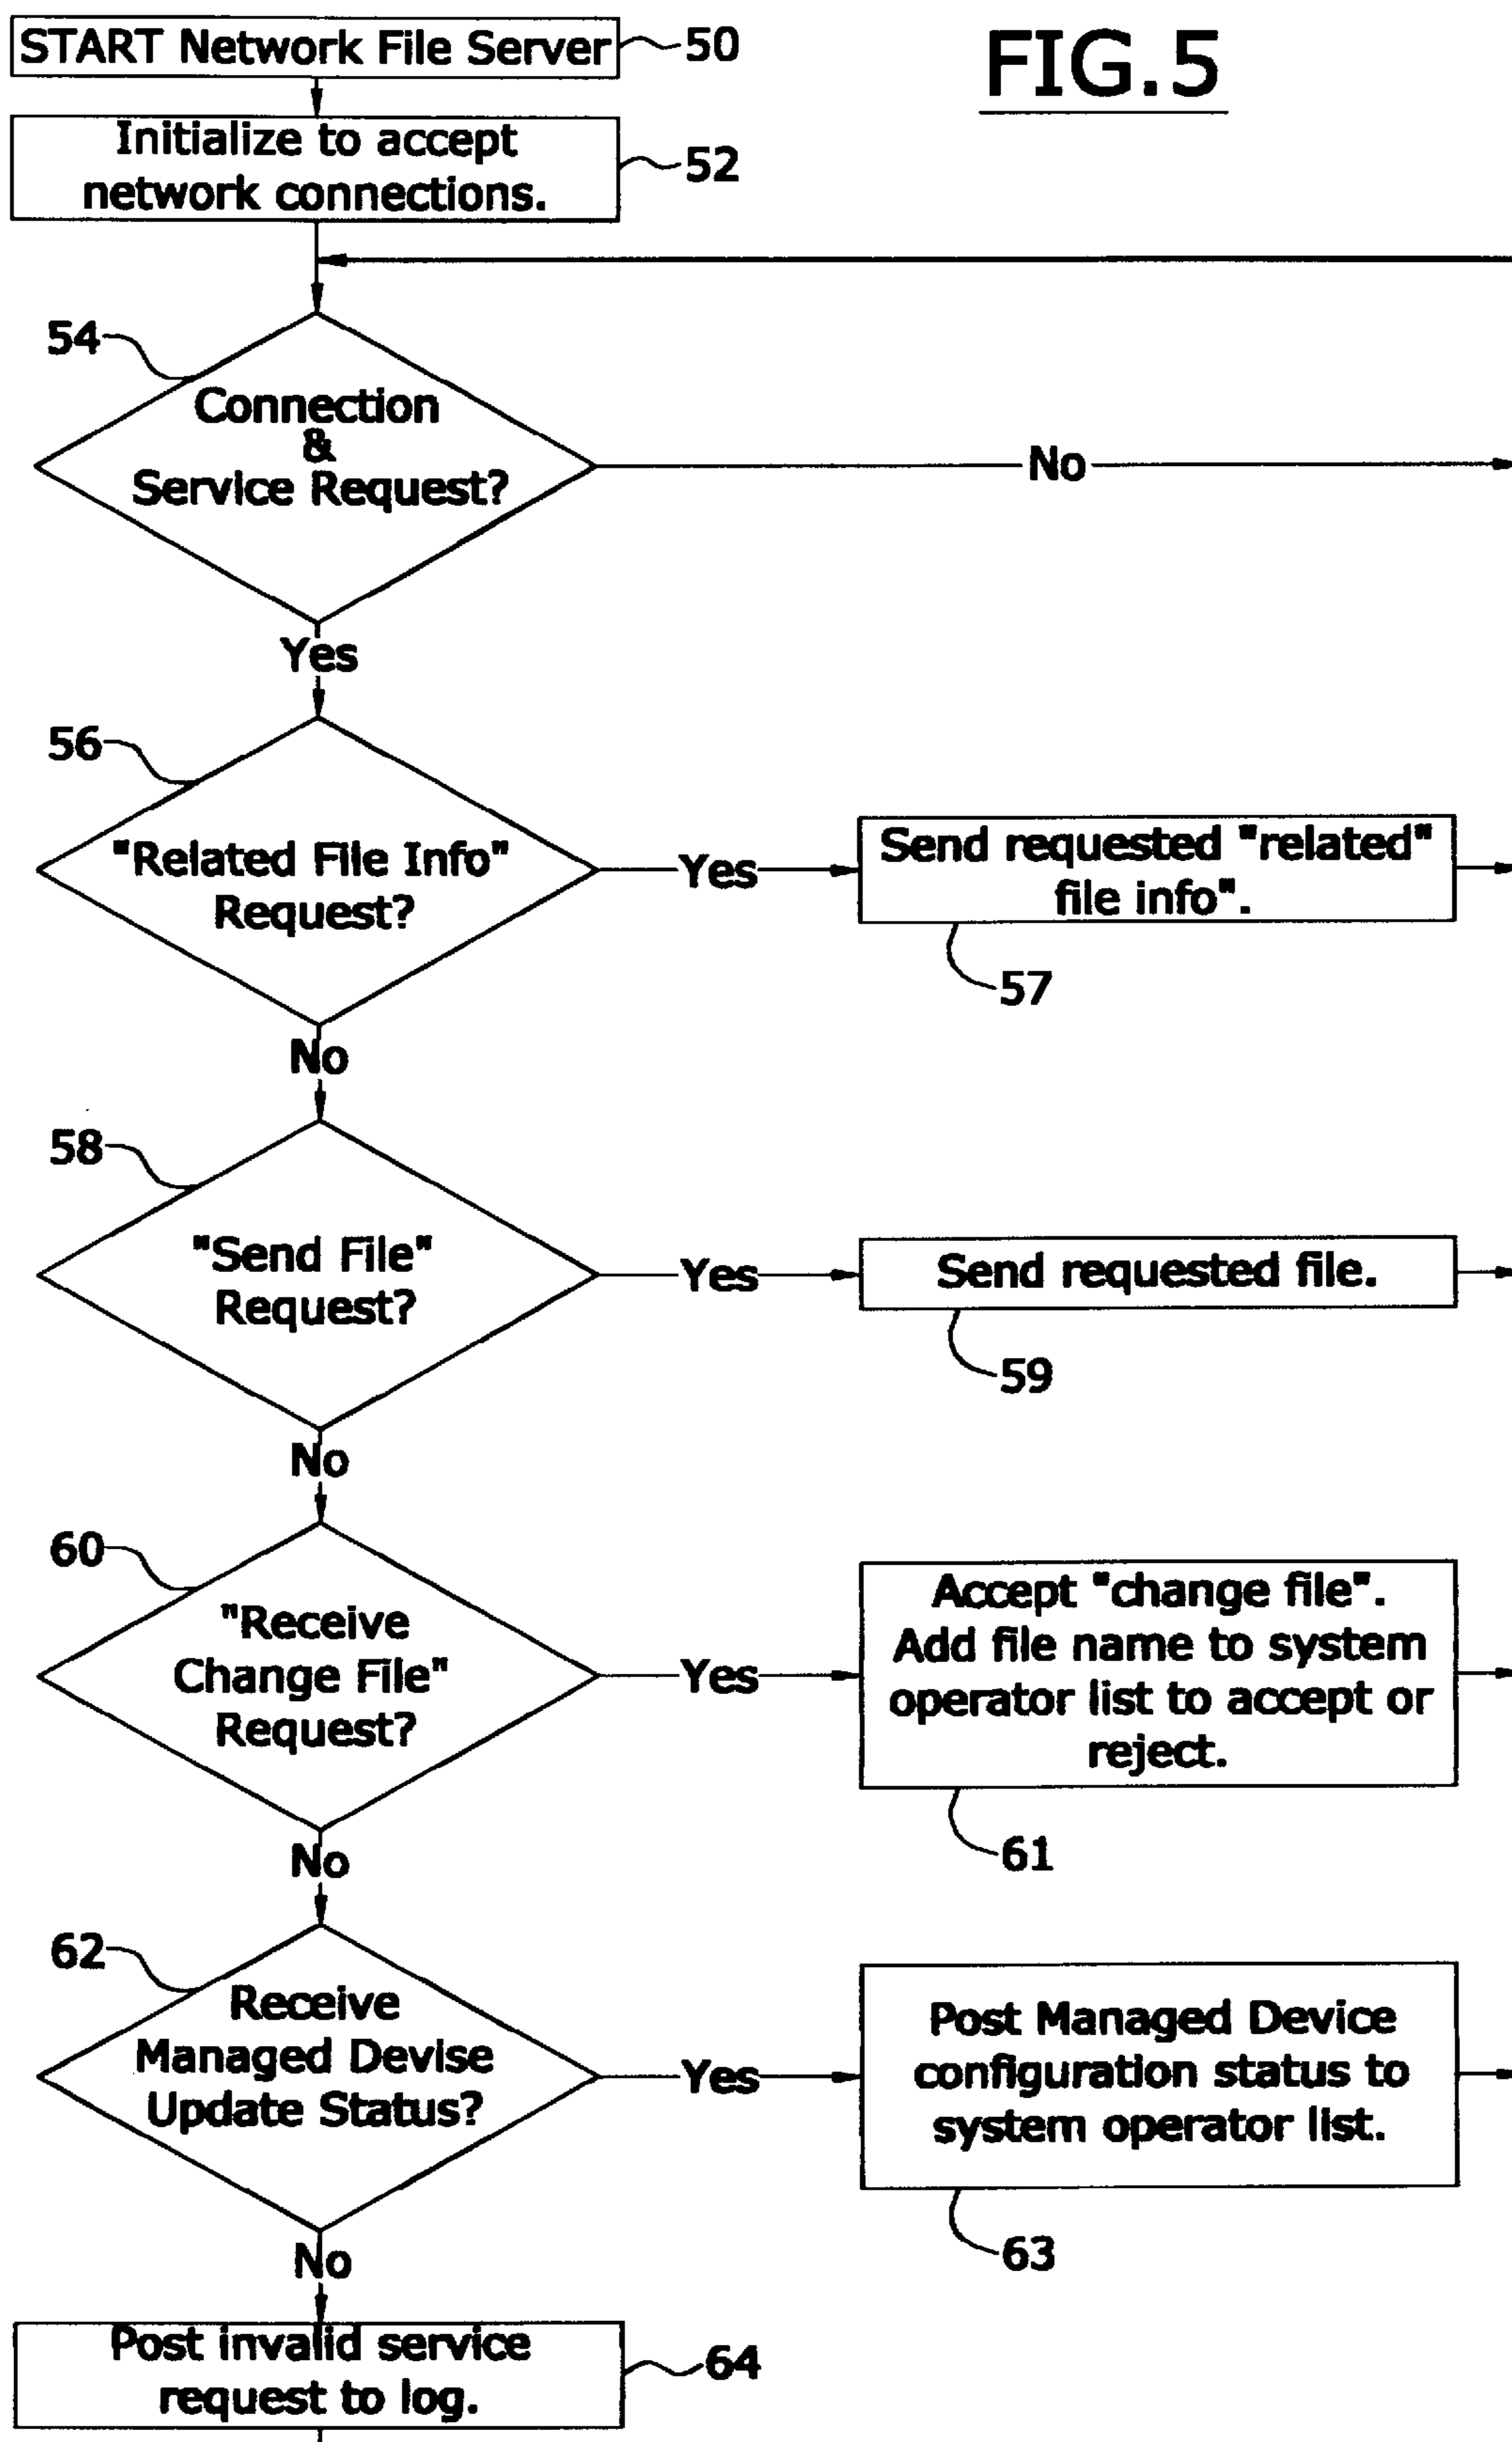 START Network File Server
50
FIG.5
Initialize to accept
network connections.
52
54
Connection
&
Service Request?
No
Yes
56
"Related File Info"
Request?
Yes
Send requested "related"
file info".
57
No
58
"Send File"
Request?
Yes
Send requested file.
59
No
60
"Receive
Change File"
Request?
Yes
Accept "change file".
Add file name to system
operator list to accept or
reject.
61
No
62
Receive
Managed Devise
Update Status?
Yes
Post Managed Device
configuration status to
system operator list.
63
No
Post invalid service
request to log.
64